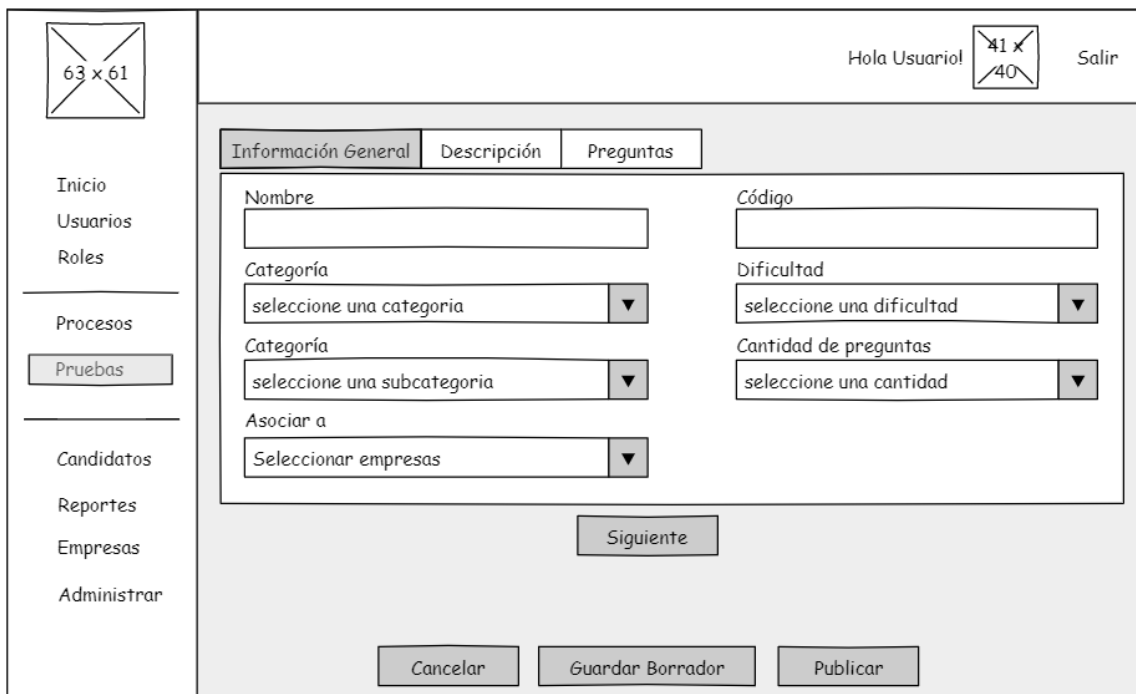 63 x 61
Hola Usuario!
41 x
40
Salir
Inicio
Usuarios
Roles
Procesos
Pruebas
Candidatos
Reportes
Empresas
Administrar
Información General
Descripción
Preguntas
Nombre
Código
Categoría
Dificultad
seleccione una categoria
seleccione una dificultad
Categoría
Cantidad de preguntas
seleccione una subcategoria
seleccione una cantidad
Asociar a
Seleccionar empresas
Siguiente
Cancelar
Guardar Borrador
Publicar